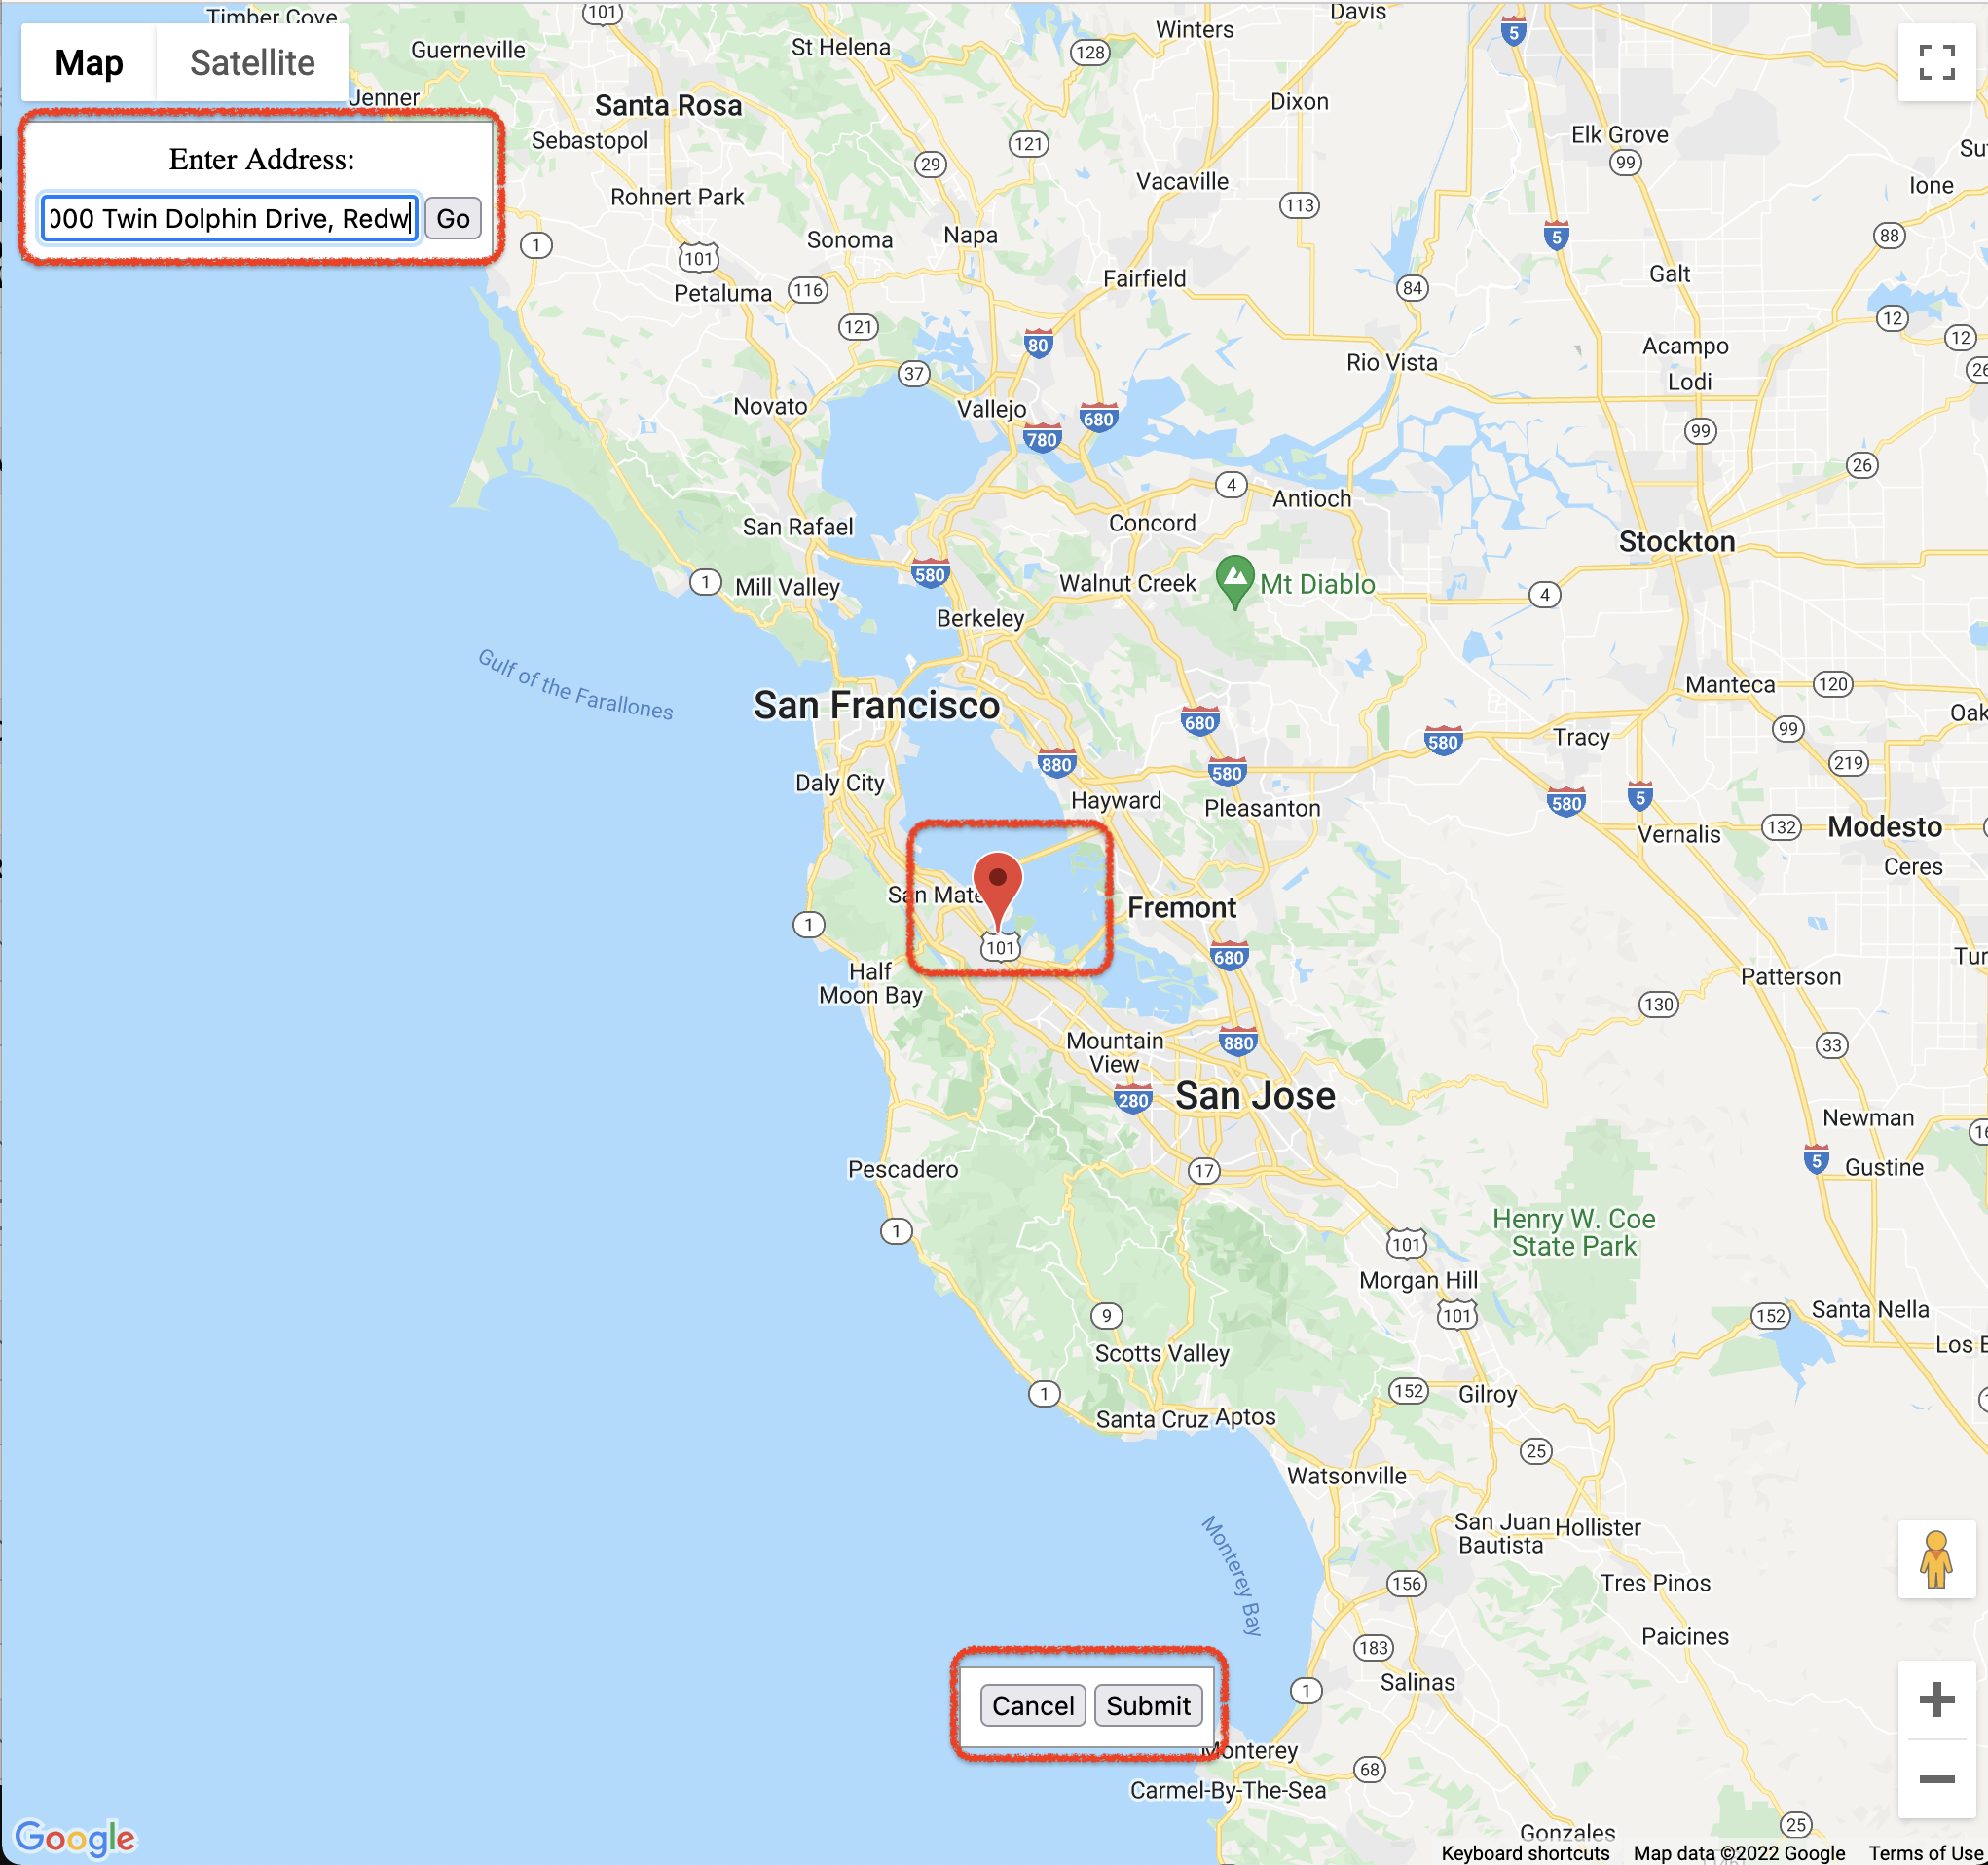 Timber Cove
101
Davis
Map
Satellite
Guerneville
St Helena
128
Winters
5
Jenner
Santa Rosa
Dixon
Elk Grove
99
Sebastopol
121
Enter Address:
29
Vacaville
Ione
Rohnert Park
113
000 Twin Dolphin Drive, Redw
Go
1
101
Sonoma
Napa
5
88
Petaluma
116
Fairfield
84
Galt
121
12
12
80
Rio Vista
Acampo
37
Lodi
Novato
Vallejo
680
780
99
26
4
Antioch
San Rafael
Concord
Stockton
580
1
Mill Valley
Walnut Creek
Mt Diablo
4
Berkeley
Gulf of the Farallones
San Francisco
Manteca
120
680
99
580
Tracy
880
580
219
Daly City
Hayward
Pleasanton
580
5
Vernalis
132
Modesto
Ceres
San Mate
Fremont
1
101
680
Half
Moon Bay
Patterson
130
Mountain
View
880
33
280
San Jose
Newman
5
Gustine
Pescadero
17
1
Henry W. Coe
State Park
101
Morgan Hill
9
101
152
Santa Nella
Scotts Valley
1
152
Gilroy
Santa Cruz
Aptos
25
Watsonville
San Juan
Bautista
Hollister
Monterey Bay
156
Tres Pinos
183
Paicines
Cancel
Submit
1
Salinas
Monterey
68
Carmel-By-The-Sea
Google
Gonzales
25
Keyboard shortcuts
Map data ©2022 Google
Terms of Use